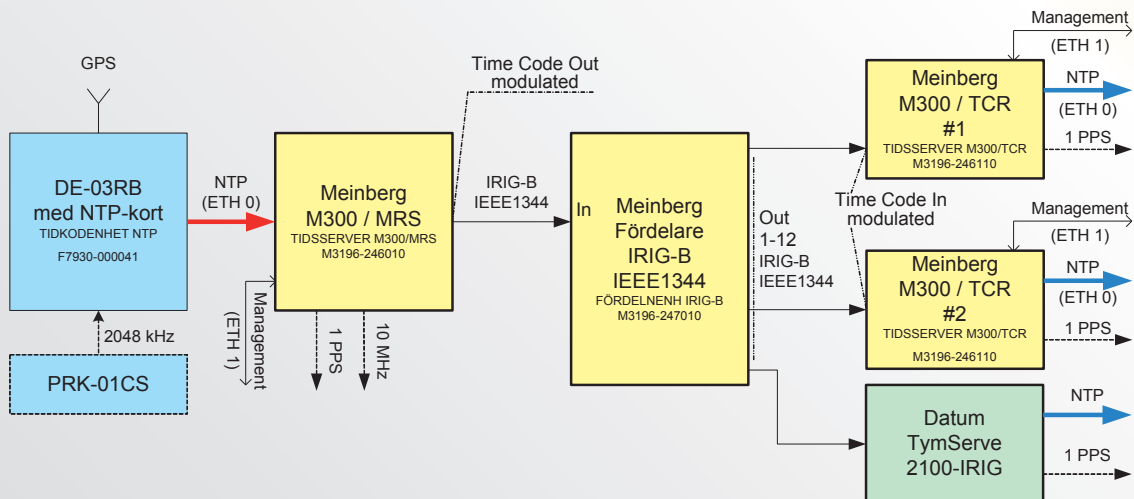 GPS
DE-03RB
med NTP-kort
TIDKODENHET NTP
F7930-000041
2048 kHz
PRK-01CS
NTP
(ETH 0)
Management
(ETH 1)
Meinberg
M300 / MRS
TIDSSERVER M300/MRS
M3196-246010
1 PPS
10 MHz
Time Code Out
modulated
IRIG-B
IEEE1344
In
Meinberg
Fördelare
IRIG-B
IEEE1344
FÖRDELNENH IRIG-B
M3196-247010
Out
1-12
IRIG-B
IEEE1344
Time Code In
modulated
Meinberg
M300 / TCR
#1
TIDSSERVER M300/TCR
M3196-246110
Management
(ETH 1)
NTP
(ETH 0)
1 PPS
Meinberg
M300 / TCR
#2
TIDSSERVER M300/TCR
M3196-246110
Management
(ETH 1)
NTP
(ETH 0)
1 PPS
Datum
TymServe
2100-IRIG
NTP
1 PPS